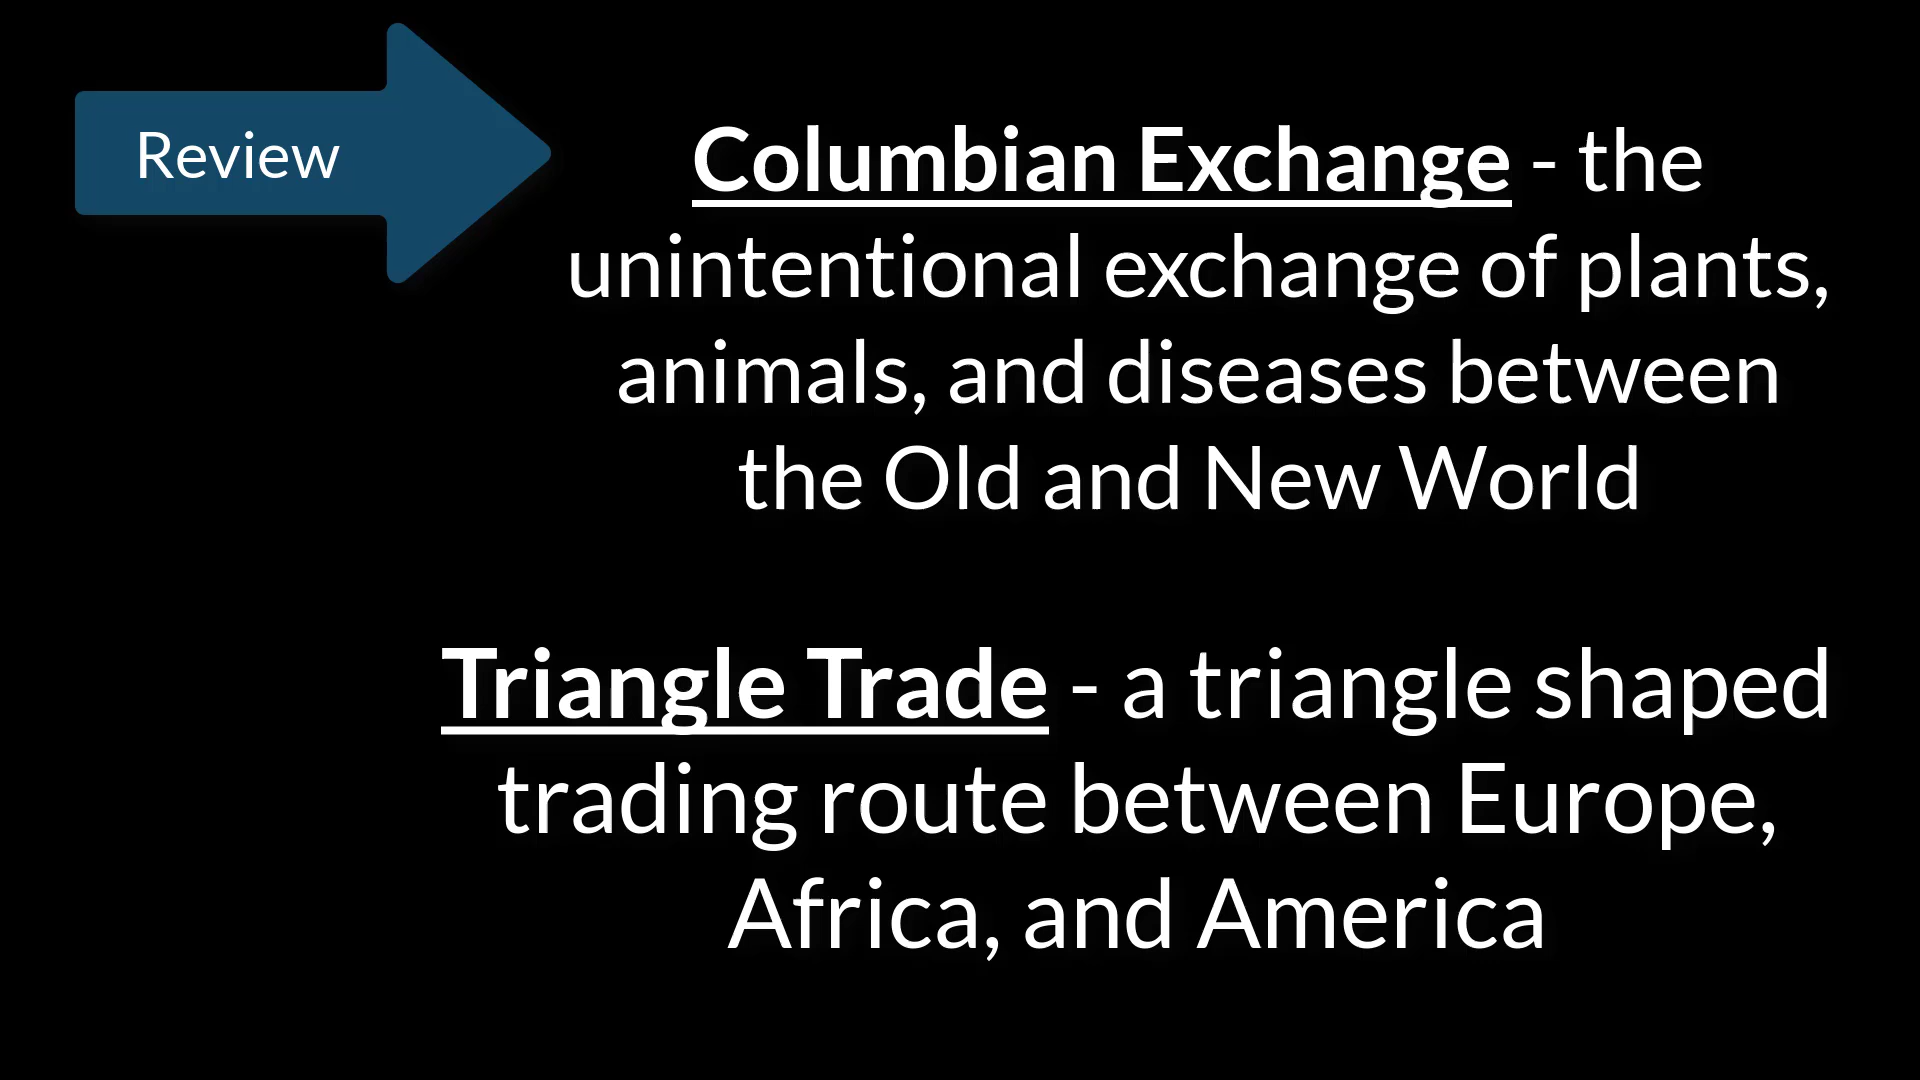 Review
Columbian Exchange - the
unintentional exchange of plants,
animals, and diseases between
the Old and New World
Triangle Trade - a triangle shaped
trading route between Europe,
Africa, and America